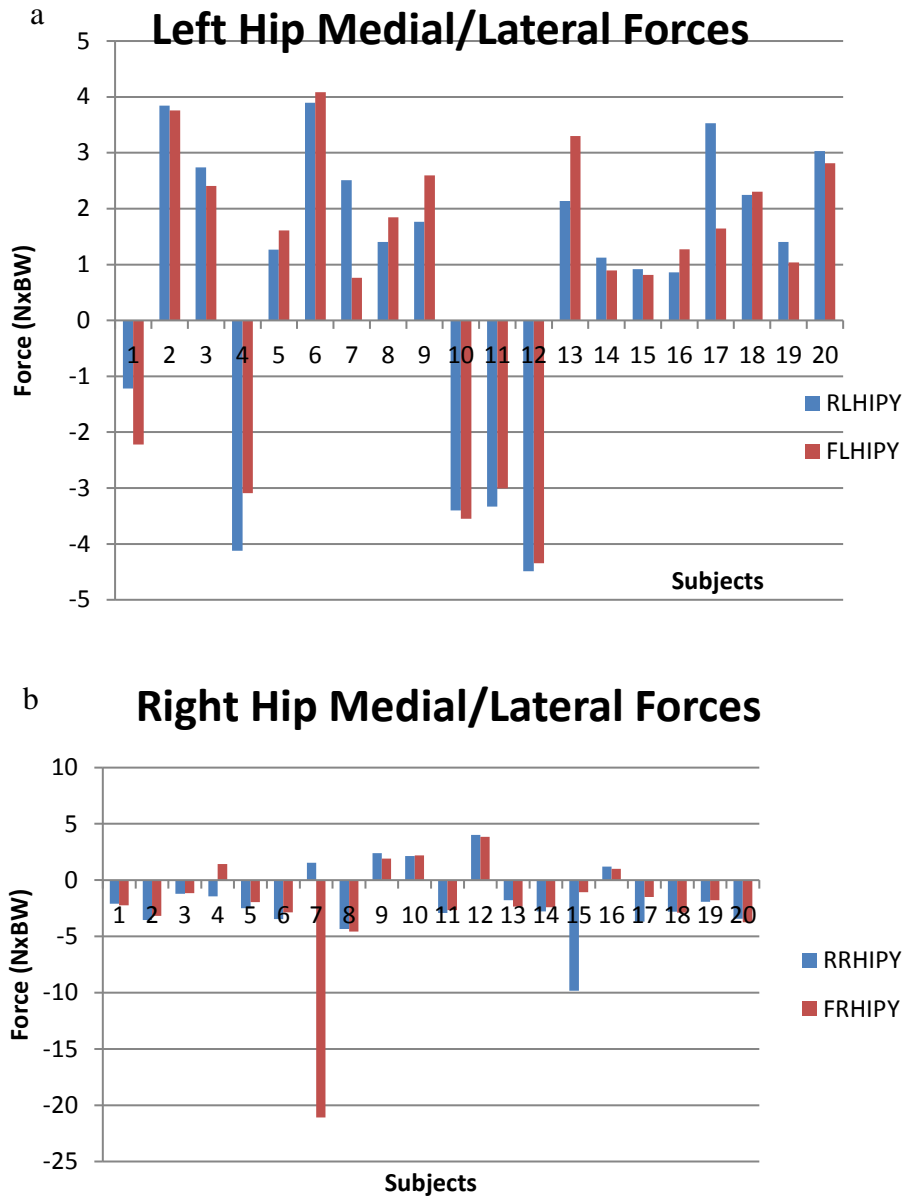 a
Left Hip Medial/Lateral Forces
5
4
3
2
1
0
-1
-2
-3
-4
-5
Force (NxBW)
1 2 3 4 5 6 7 8 9 10 11 12 13 14 15 16 17 18 19 20
RLHIPY
FLHIPY
Subjects
b
Right Hip Medial/Lateral Forces
10
5
0
-5
-10
-15
-20
-25
Force (NxBW)
1 2 3 4 5 6 7 8 9 10 11 12 13 14 15 16 17 18 19 20
RRHIPY
FRHIPY
Subjects